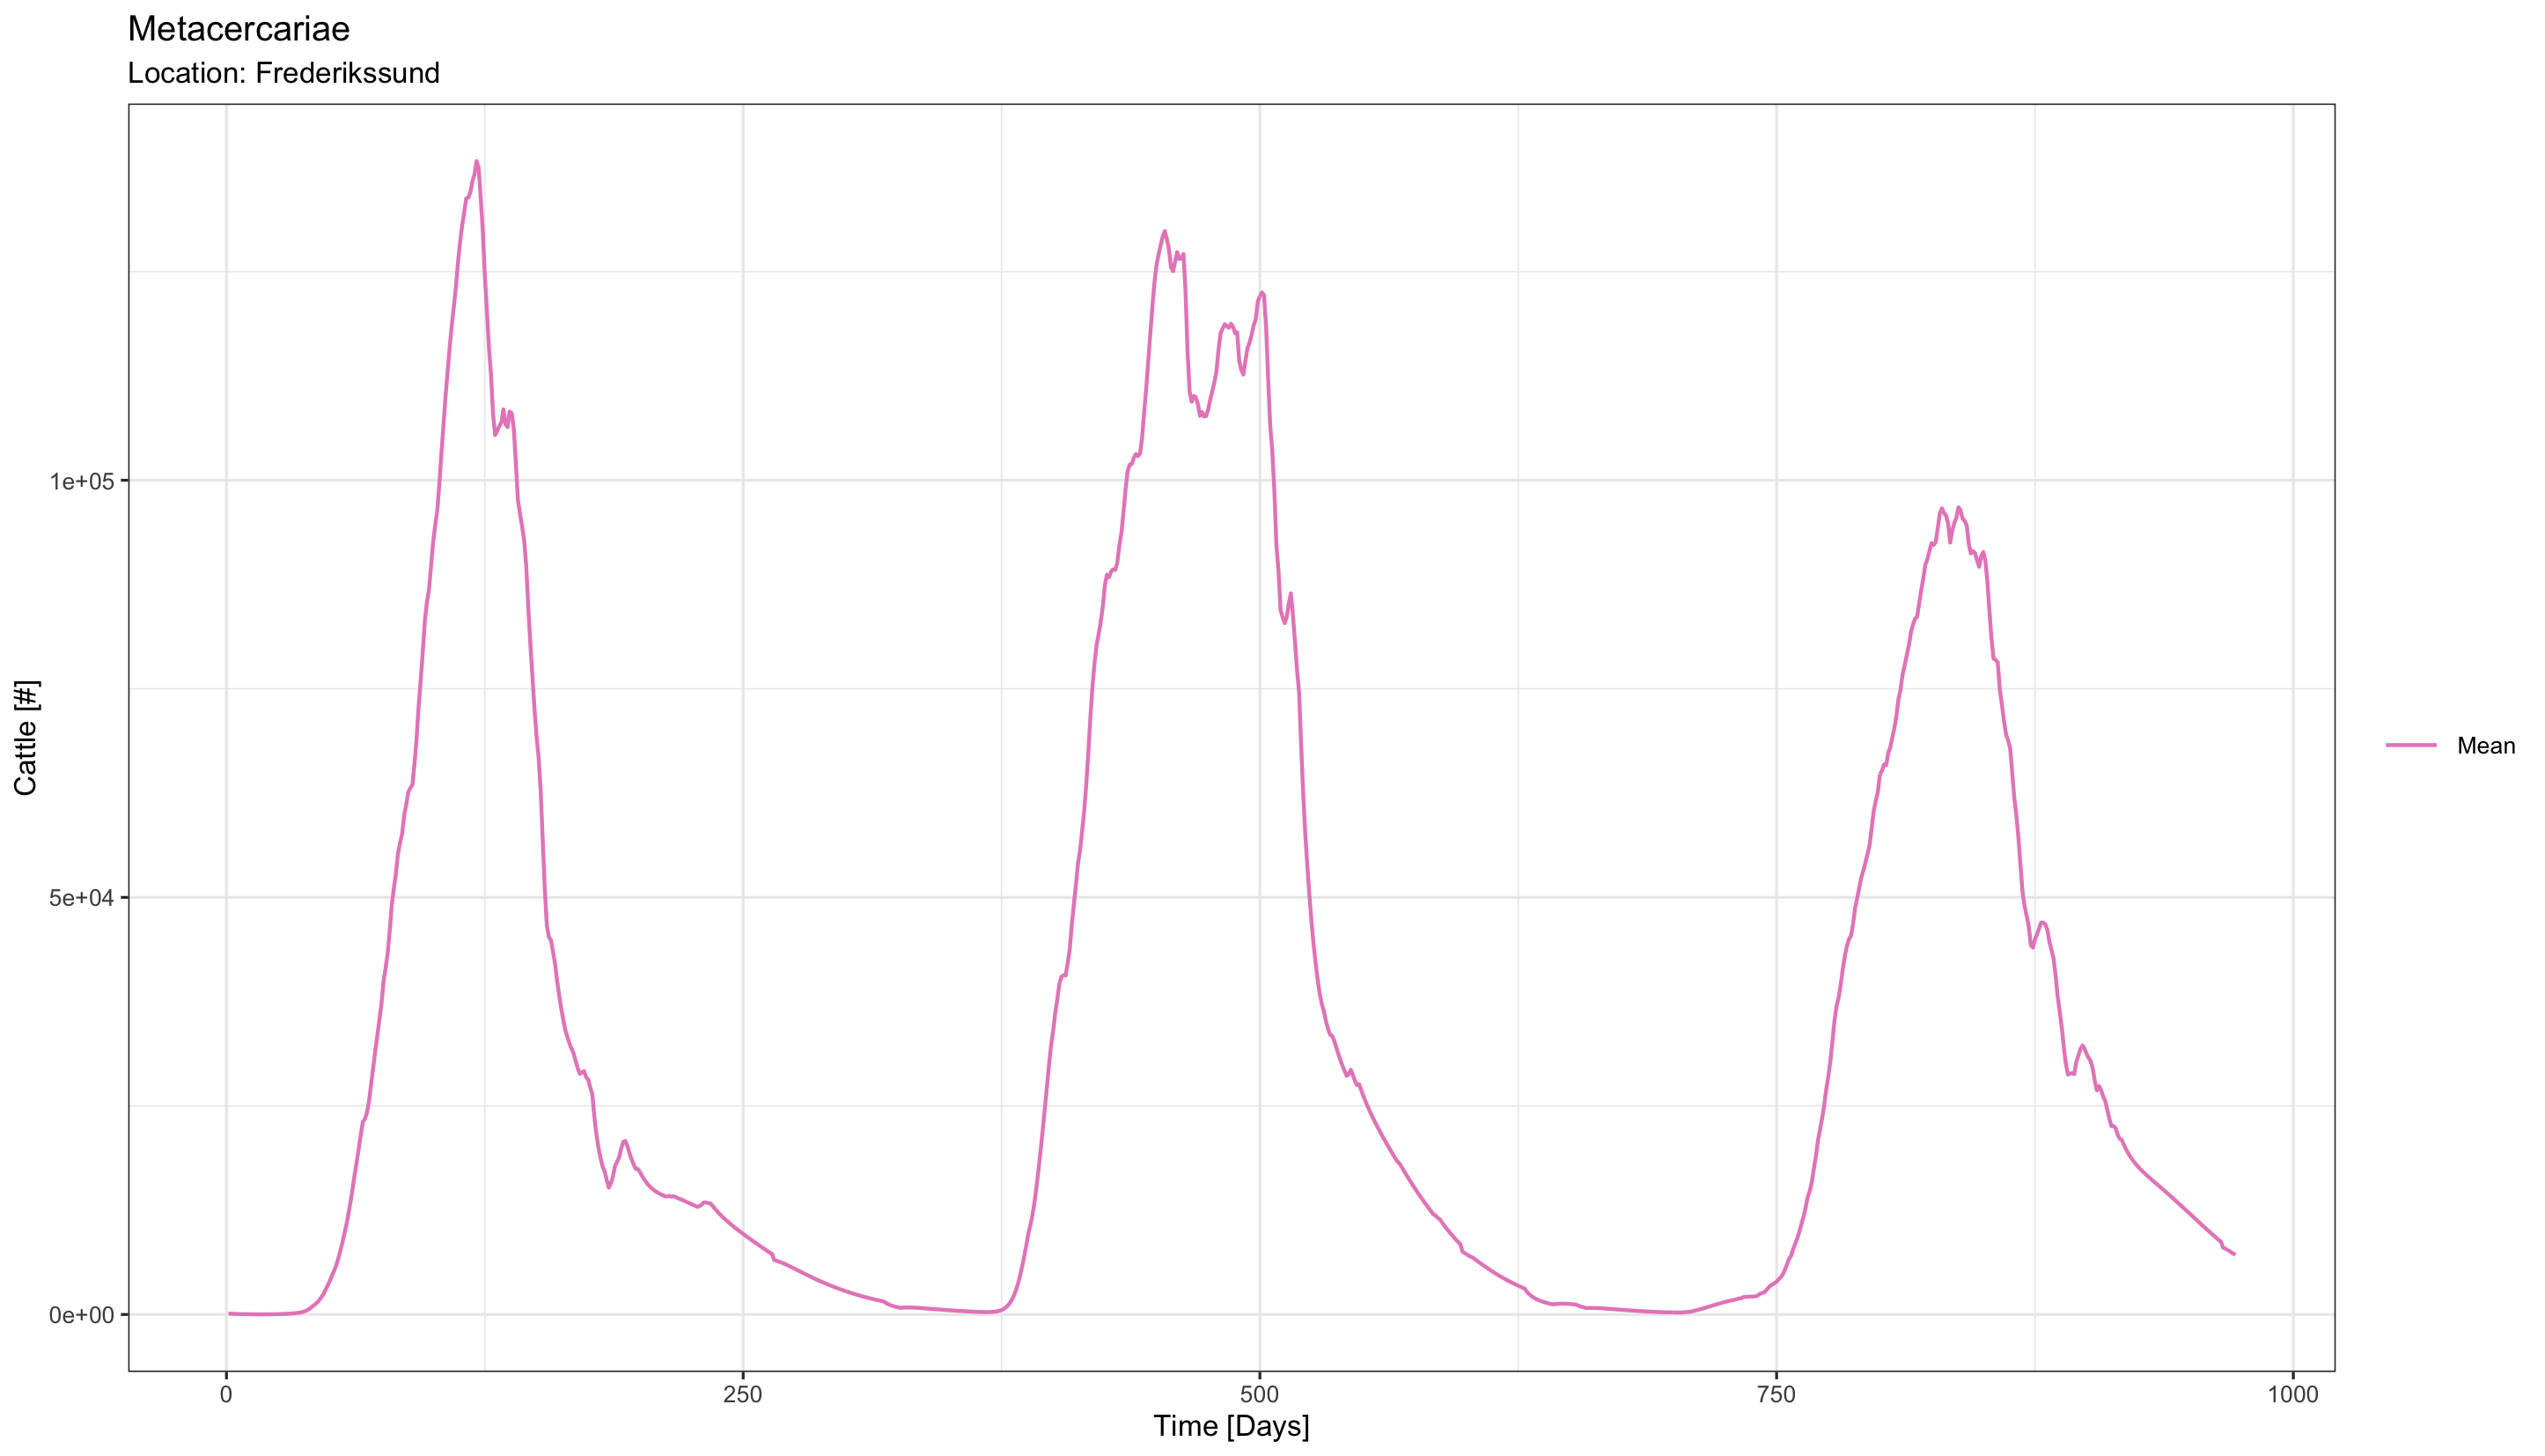 Metacercariae
Location: Frederikssund
Cattle [#]
1e+05
5e+04
0e+00
0 250 500 750 1000
Time [Days]
Mean